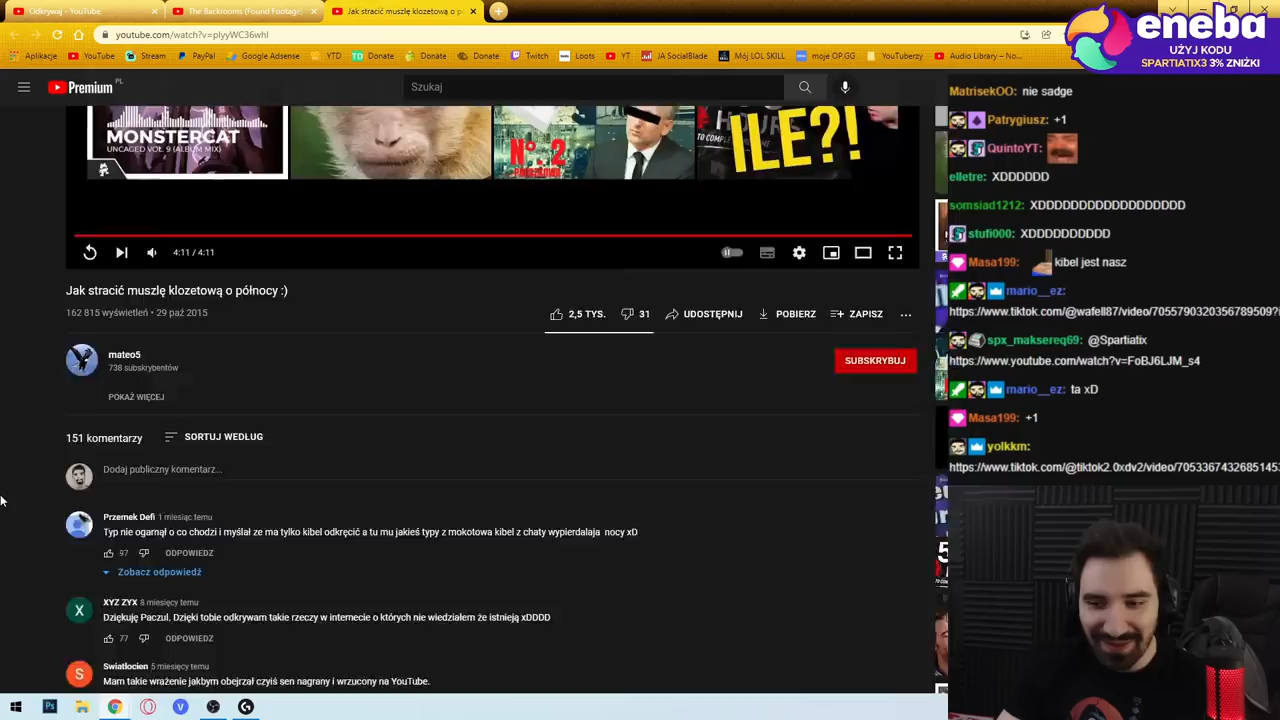 Odkrywaj - YouTube
The Backrooms (Found Footage)
Jak stracić muszlę klozetową o p
youtube.com/watch?v=plyyWC36whI
Aplikacje
YouTube
Stream
PayPal
Google Adsense
YTD
Donate
Donate
Donate
Twitch
Loots
YT
JA SocialBlade
Mój LOL SKILL
moje OP.GG
YouTuberzy
Audio Library – No...
eneba
UŻYJ KODU
SPARTIATIX3 3% ZNIŻKI
Premium PL
Szukaj
MONSTERCAT
UNCAGED VOL. 9 (ALBUM MIX)
N°. 2
ILE?!
4:11 / 4:11
Jak stracić muszlę klozetową o północy :)
162 815 wyświetleń • 29 paź 2015
2,5 TYS.
31
UDOSTĘPNIJ
POBIERZ
ZAPISZ
mateo5
738 subskrybentów
SUBSKRYBUJ
POKAŻ WIĘCEJ
151 komentarzy
SORTUJ WEDŁUG
Dodaj publiczny komentarz...
Przemek Defi 1 miesiąc temu
Typ nie ogarnął o co chodzi i myślał ze ma tylko kibel odkręcić a tu mu jakieś typy z mokotowa kibel z chaty wypierdalaja nocy xD
97
ODPOWIEDZ
Zobacz odpowiedź
X
XYZ ZYX 8 miesięcy temu
Dziękuję Paczul. Dzięki tobie odkrywam takie rzeczy w internecie o których nie wiedziałem że istnieją xDDDD
77
ODPOWIEDZ
S
Swiatłocien 5 miesięcy temu
Mam takie wrażenie jakbym obejrzał czyiś sen nagrany i wrzucony na YouTube.
MatrisekOO: nie sadge
Patrygiusz: +1
QuintoYT:
elletre: XDDDDDD
somsiad1212: XDDDDDDDDDDDDDDDDDD
stufi000: XDDDDDDDDDD
Masa199: kibel jest nasz
mario__ez:
https://www.tiktok.com/@wafell87/video/7055790320356789509?i
spx_maksereq69: @Spartiatix
https://www.youtube.com/watch?v=FoBJ6LJM_s4
mario__ez: ta xD
Masa199: +1
yolkkm:
https://www.tiktok.com/@tiktok2.0xdv2/video/7053367432685145